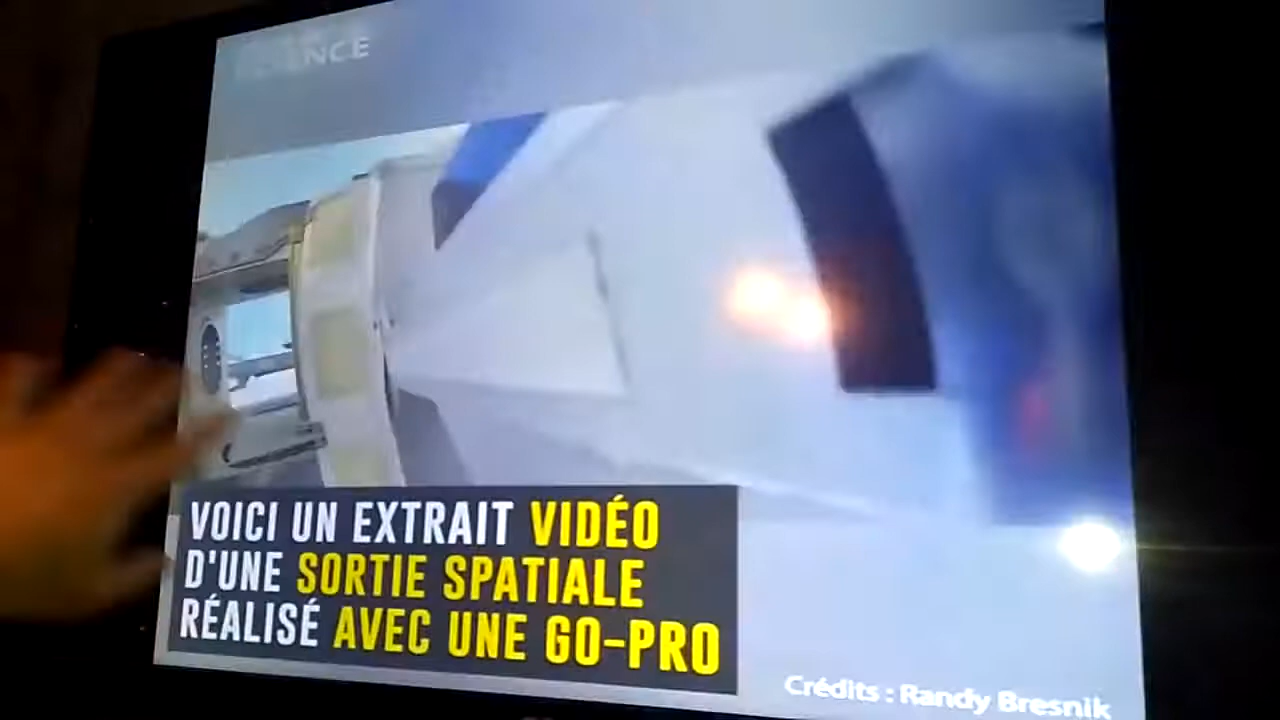 VOICI UN EXTRAIT VIDÉO
D'UNE SORTIE SPATIALE
RÉALISÉ AVEC UNE GO-PRO
Crédits : Randy Bresnik